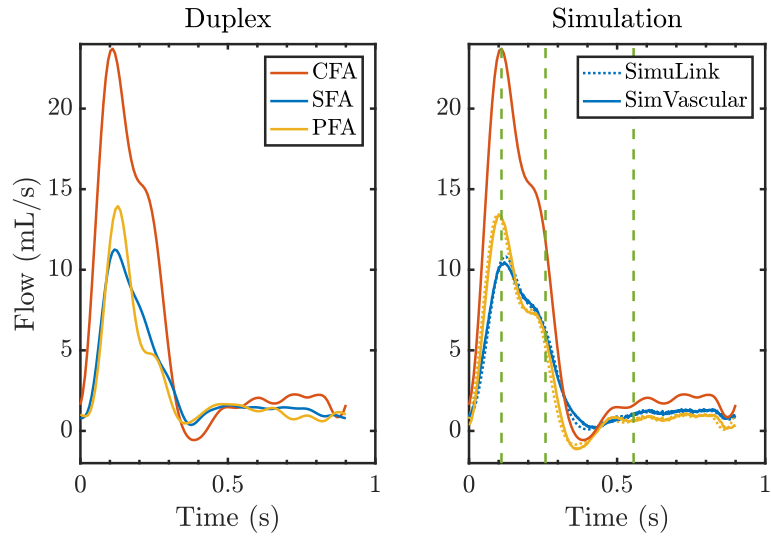 Duplex
Simulation
Flow (mL/s)
20
15
10
5
0
CFA
SFA
PFA
0
0.5
1
Time (s)
20
15
10
5
0
SimuLink
SimVascular
0
0.5
1
Time (s)